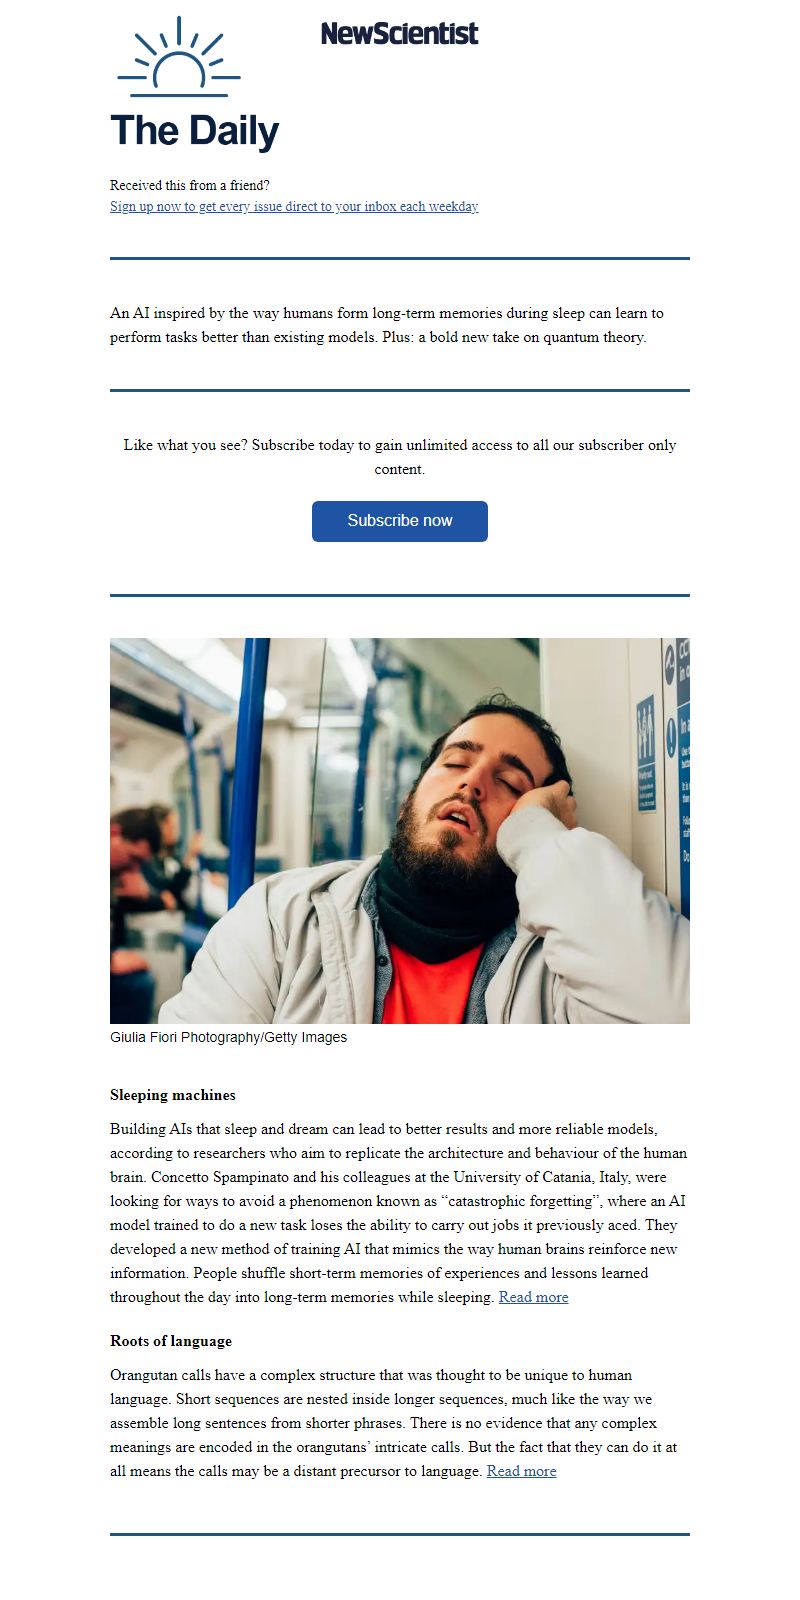 NewScientist
The Daily
Received this from a friend?
Sign up now to get every issue direct to your inbox each weekday
An AI inspired by the way humans form long-term memories during sleep can learn to
perform tasks better than existing models. Plus: a bold new take on quantum theory.
Like what you see? Subscribe today to gain unlimited access to all our subscriber only
content.
Subscribe now
CC
in o
Priority seat
In a
Giulia Fiori Photography/Getty Images
Sleeping machines
Building AIs that sleep and dream can lead to better results and more reliable models,
according to researchers who aim to replicate the architecture and behaviour of the human
brain. Concetto Spampinato and his colleagues at the University of Catania, Italy, were
looking for ways to avoid a phenomenon known as “catastrophic forgetting”, where an AI
model trained to do a new task loses the ability to carry out jobs it previously aced. They
developed a new method of training AI that mimics the way human brains reinforce new
information. People shuffle short-term memories of experiences and lessons learned
throughout the day into long-term memories while sleeping. Read more
Roots of language
Orangutan calls have a complex structure that was thought to be unique to human
language. Short sequences are nested inside longer sequences, much like the way we
assemble long sentences from shorter phrases. There is no evidence that any complex
meanings are encoded in the orangutans’ intricate calls. But the fact that they can do it at
all means the calls may be a distant precursor to language. Read more